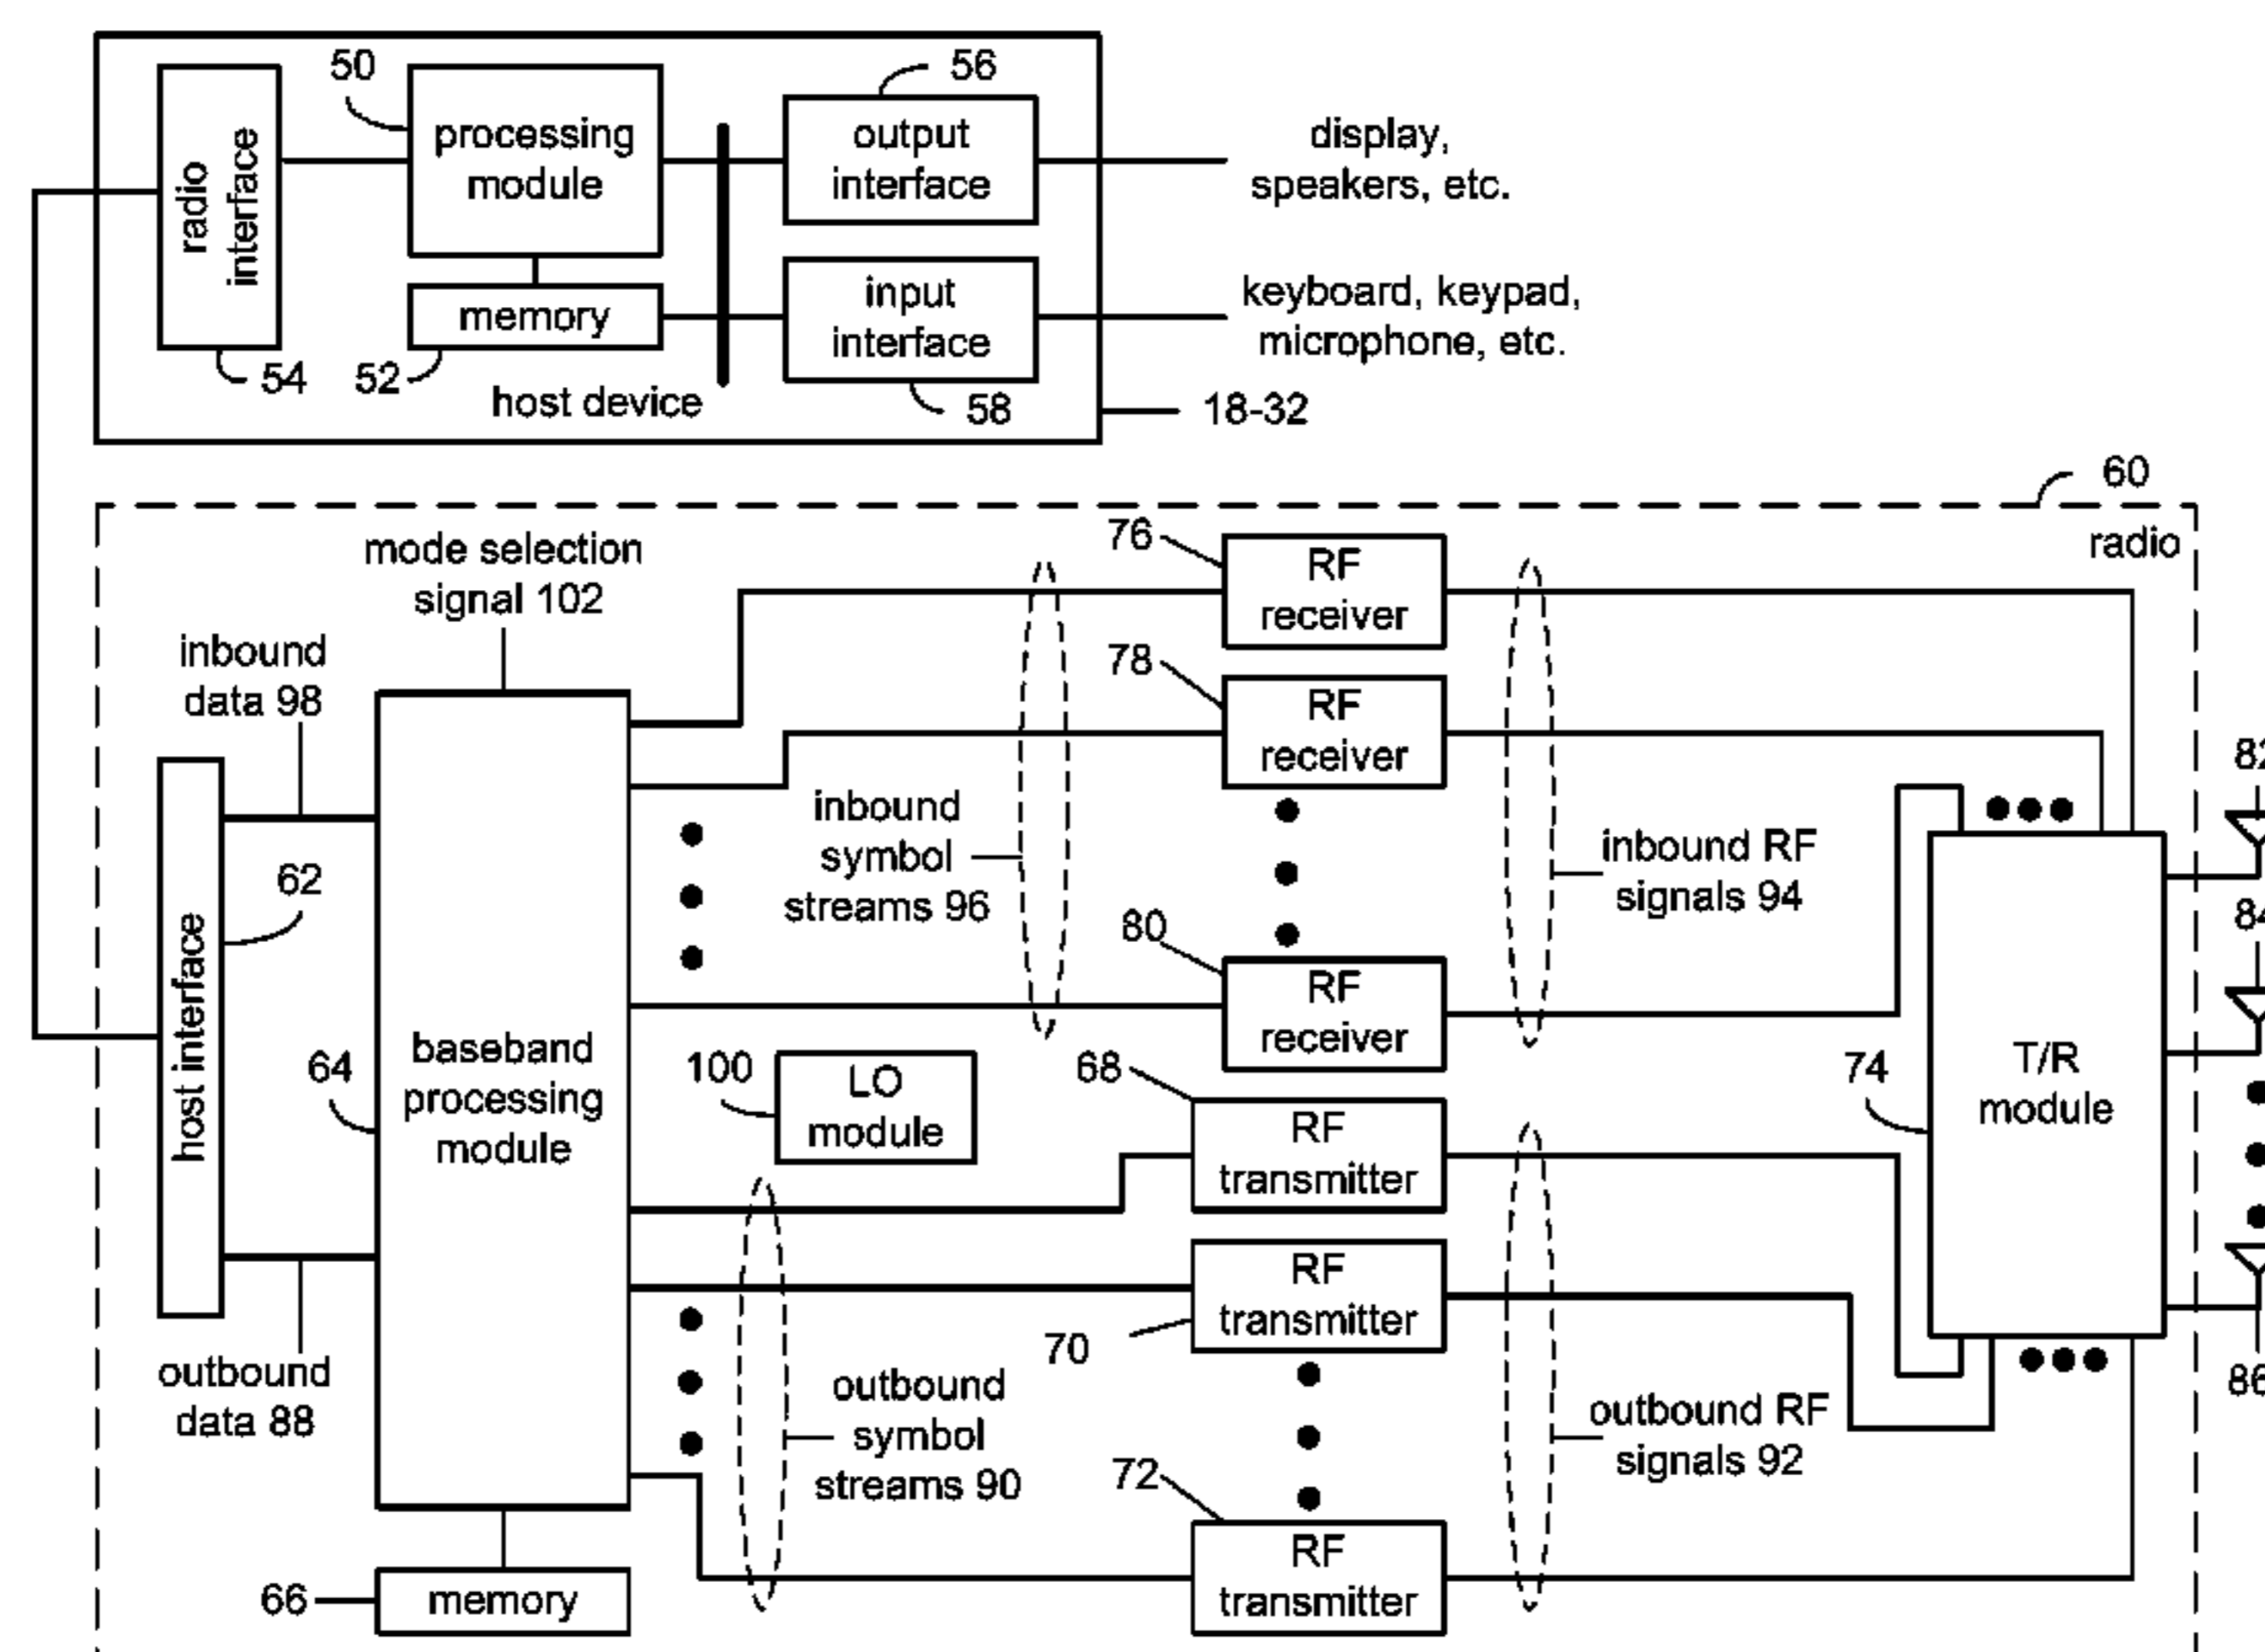 50
56
radio
interface
processing
module
output
interface
display,
speakers, etc.
memory
input
interface
keyboard, keypad,
microphone, etc.
54
52
host device
58
18-32
60
radio
mode selection
signal 102
76
RF
receiver
inbound
data 98
78
RF
receiver
inbound
symbol
streams 96
inbound RF
signals 94
62
80
RF
receiver
host interface
64
baseband
processing
module
100
LO
module
68
RF
transmitter
74
T/R
module
84
RF
transmitter
70
outbound
data 88
outbound
symbol
streams 90
outbound RF
signals 92
86
72
RF
transmitter
66
memory
82